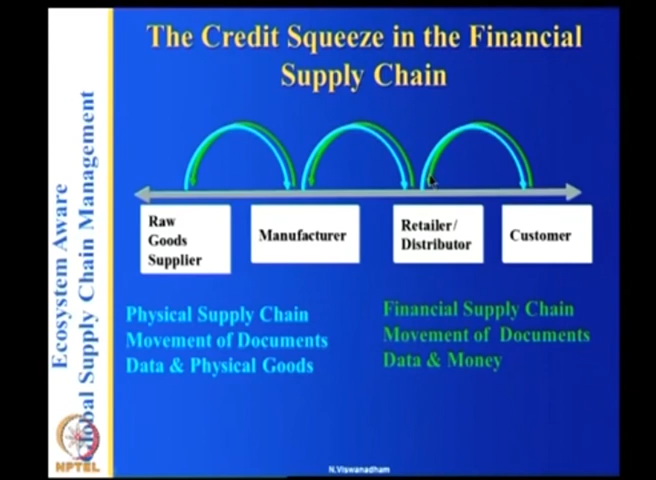 The Credit Squeeze in the Financial
Supply Chain
Ecosystem Aware
Global Supply Chain Management
Raw
Goods
Supplier
Manufacturer
Retailer/
Distributor
Customer
Physical Supply Chain
Movement of Documents
Data & Physical Goods
Financial Supply Chain
Movement of Documents
Data & Money
NPTEL
N.Viswanadham